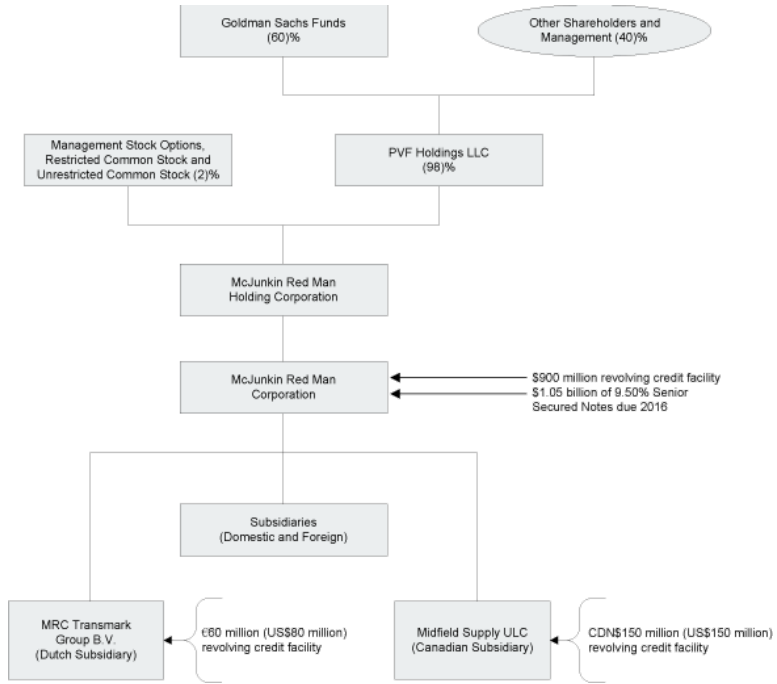 Goldman Sachs Funds
(60)%
Other Shareholders and
Management (40)%
Management Stock Options,
Restricted Common Stock and
Unrestricted Common Stock (2)%
PVF Holdings LLC
(98)%
McJunkin Red Man
Holding Corporation
McJunkin Red Man
Corporation
$900 million revolving credit facility
$1.05 billion of 9.50% Senior
Secured Notes due 2016
Subsidiaries
(Domestic and Foreign)
MRC Transmark
Group B.V.
(Dutch Subsidiary)
€60 million (US$80 million)
revolving credit facility
Midfield Supply ULC
(Canadian Subsidiary)
CDN$150 million (US$150 million)
revolving credit facility